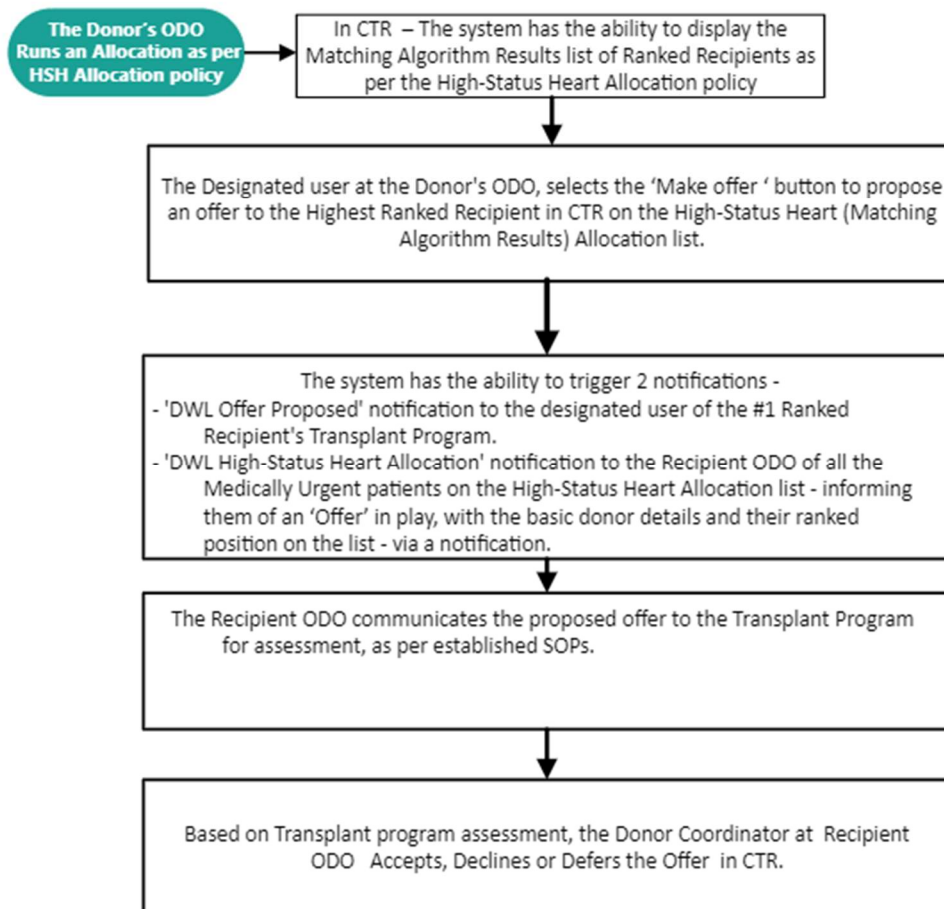 The Donor's ODO
Runs an Allocation as per
HSH Allocation policy
In CTR – The system has the ability to display the
Matching Algorithm Results list of Ranked Recipients as
per the High-Status Heart Allocation policy
The Designated user at the Donor's ODO, selects the 'Make offer ' button to propose
an offer to the Highest Ranked Recipient in CTR on the High-Status Heart (Matching
Algorithm Results) Allocation list.
The system has the ability to trigger 2 notifications -
- 'DWL Offer Proposed' notification to the designated user of the #1 Ranked
Recipient's Transplant Program.
- 'DWL High-Status Heart Allocation' notification to the Recipient ODO of all the
Medically Urgent patients on the High-Status Heart Allocation list - informing
them of an 'Offer' in play, with the basic donor details and their ranked
position on the list - via a notification.
The Recipient ODO communicates the proposed offer to the Transplant Program
for assessment, as per established SOPs.
Based on Transplant program assessment, the Donor Coordinator at Recipient
ODO Accepts, Declines or Defers the Offer in CTR.